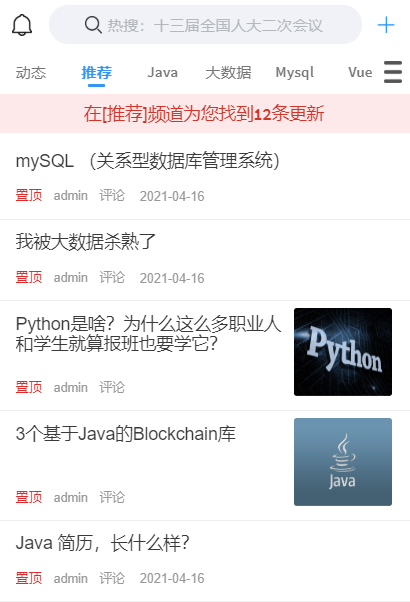 热搜：十三届全国人大二次会议
动态 推荐 Java 大数据 Mysql Vue
在[推荐]频道为您找到12条更新
mySQL （关系型数据库管理系统）
置顶 admin 评论 2021-04-16
我被大数据杀熟了
置顶 admin 评论 2021-04-16
Python是啥？为什么这么多职业人
和学生就算报班也要学它？
Python
置顶 admin 评论
3个基于Java的Blockchain库
Java
置顶 admin 评论
Java 简历，长什么样？
置顶 admin 评论 2021-04-16